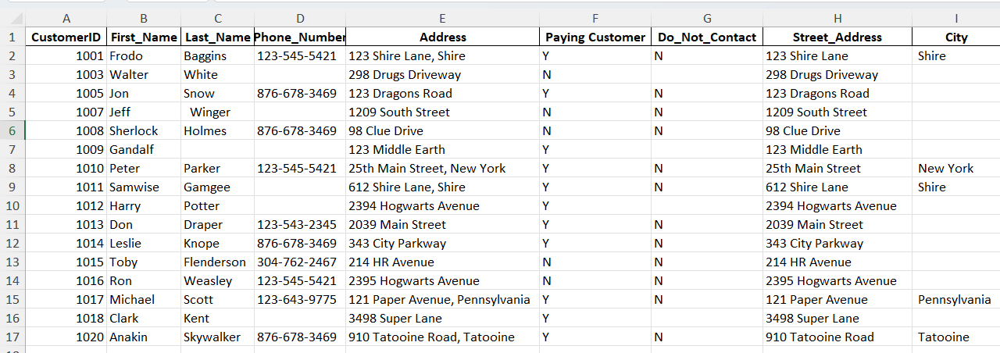 A B C D E F G H I
1 CustomerID First_Name Last_Name Phone_Number Address Paying Customer Do_Not_Contact Street_Address City
2 1001 Frodo Baggins 123-545-5421 123 Shire Lane, Shire Y N 123 Shire Lane Shire
3 1003 Walter White 298 Drugs Driveway N 298 Drugs Driveway
4 1005 Jon Snow 876-678-3469 123 Dragons Road Y N 123 Dragons Road
5 1007 Jeff Winger 1209 South Street N N 1209 South Street
6 1008 Sherlock Holmes 876-678-3469 98 Clue Drive N N 98 Clue Drive
7 1009 Gandalf 123 Middle Earth Y 123 Middle Earth
8 1010 Peter Parker 123-545-5421 25th Main Street, New York Y N 25th Main Street New York
9 1011 Samwise Gamgee 612 Shire Lane, Shire Y N 612 Shire Lane Shire
10 1012 Harry Potter 2394 Hogwarts Avenue Y 2394 Hogwarts Avenue
11 1013 Don Draper 123-543-2345 2039 Main Street Y N 2039 Main Street
12 1014 Leslie Knope 876-678-3469 343 City Parkway Y N 343 City Parkway
13 1015 Toby Flenderson 304-762-2467 214 HR Avenue N N 214 HR Avenue
14 1016 Ron Weasley 123-545-5421 2395 Hogwarts Avenue N N 2395 Hogwarts Avenue
15 1017 Michael Scott 123-643-9775 121 Paper Avenue, Pennsylvania Y N 121 Paper Avenue Pennsylvania
16 1018 Clark Kent 3498 Super Lane Y 3498 Super Lane
17 1020 Anakin Skywalker 876-678-3469 910 Tatooine Road, Tatooine Y N 910 Tatooine Road Tatooine